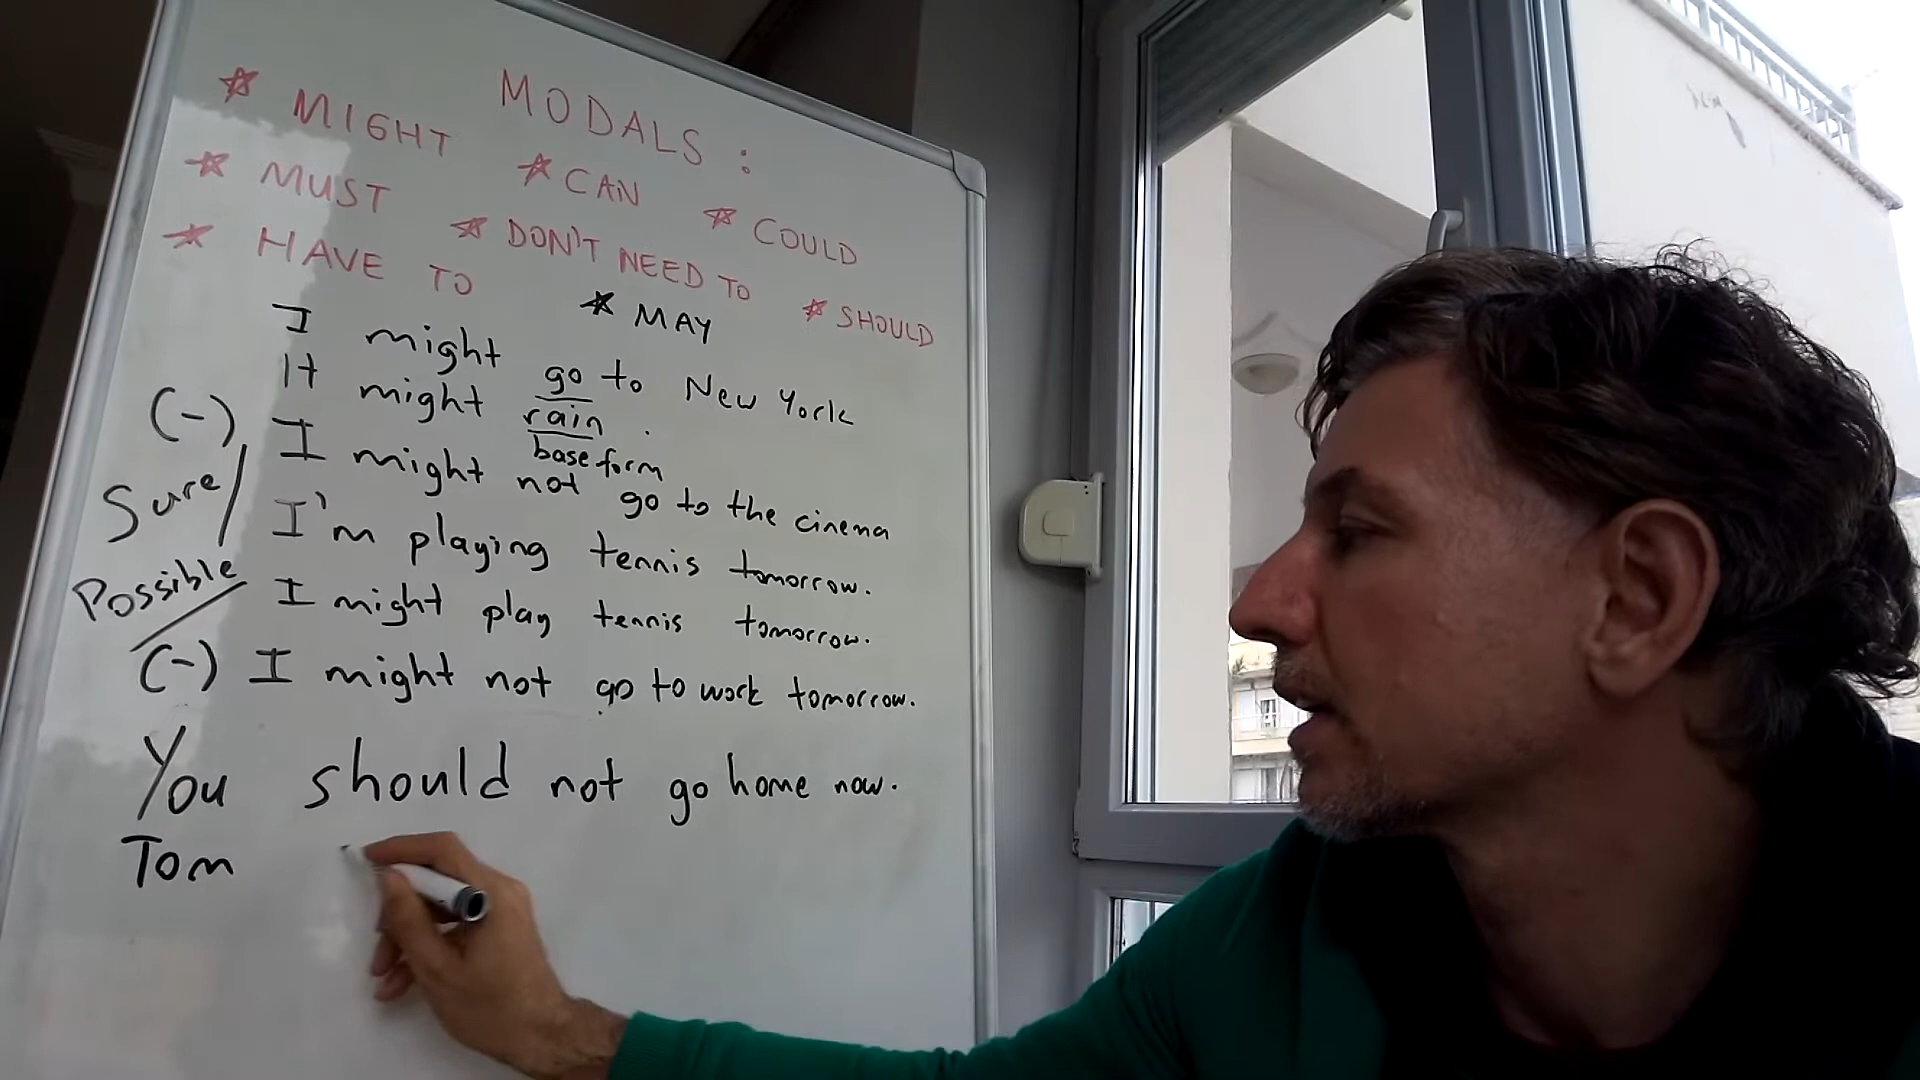 MODALS :
* MIGHT * CAN * COULD
* MUST * DON'T NEED TO * SHOULD
* HAVE TO * MAY
I might go to New York
It might rain .
base form
(-) I might not go to the cinema
Sure / I'm playing tennis tomorrow.
Possible / I might play tennis tomorrow.
(-) I might not go to work tomorrow.
You should not go home now.
Tom